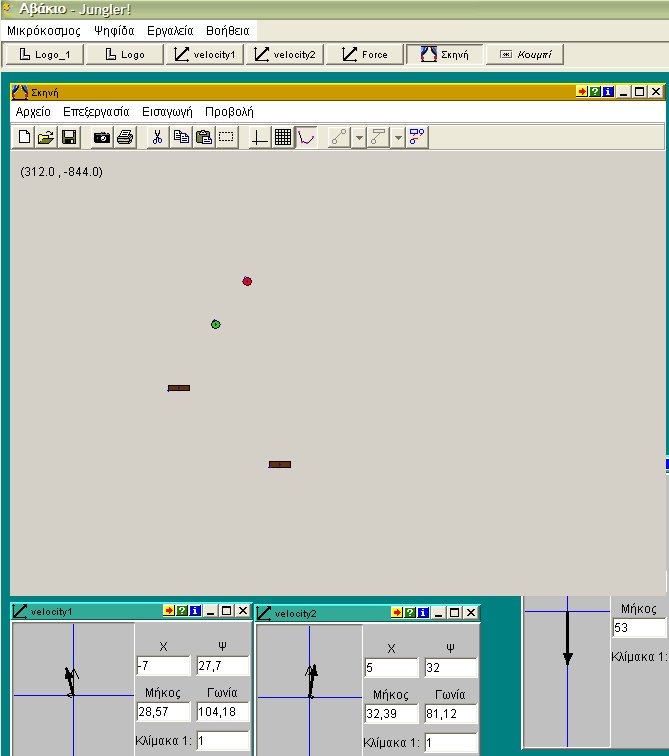 Αβάκιο - Jungler!
Μικρόκοσμος Ψηφίδα Εργαλεία Βοήθεια
Logo_1 Logo velocity1 velocity2 Force Σκηνή Κουμπί
Σκηνή
Αρχείο Επεξεργασία Εισαγωγή Προβολή
(312.0 , -844.0)
velocity1
X Ψ
-7 27,7
Μήκος Γωνία
28,57 104,18
Κλίμακα 1: 1
velocity2
X Ψ
5 32
Μήκος Γωνία
32,39 81,12
Κλίμακα 1: 1
Μήκος
53
Κλίμακα 1: